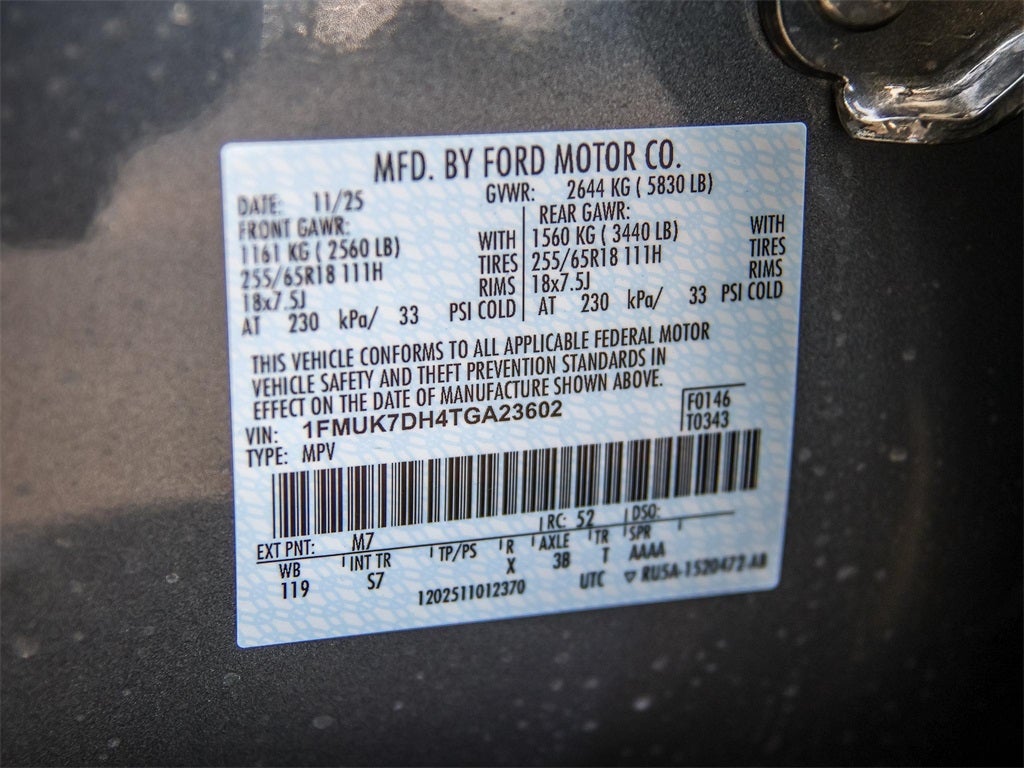 MFD. BY FORD MOTOR CO.
DATE: 11/25 GVWR: 2644 KG ( 5830 LB)
FRONT GAWR: REAR GAWR:
1161 KG ( 2560 LB) WITH 1560 KG ( 3440 LB) WITH
255/65R18 111H TIRES 255/65R18 111H TIRES
18x7.5J RIMS 18x7.5J RIMS
AT 230 kPa/ 33 PSI COLD AT 230 kPa/ 33 PSI COLD
THIS VEHICLE CONFORMS TO ALL APPLICABLE FEDERAL MOTOR
VEHICLE SAFETY AND THEFT PREVENTION STANDARDS IN
EFFECT ON THE DATE OF MANUFACTURE SHOWN ABOVE.
VIN: 1FMUK7DH4TGA23602 F0146
TYPE: MPV T0343
EXT PNT: M7 RC: 52 DSO:
WB INT TR TP/PS R AXLE TR SPR
119 S7 X 38 T AAAA
1202511012370 UTC ▽ RU5A-1520472-AB